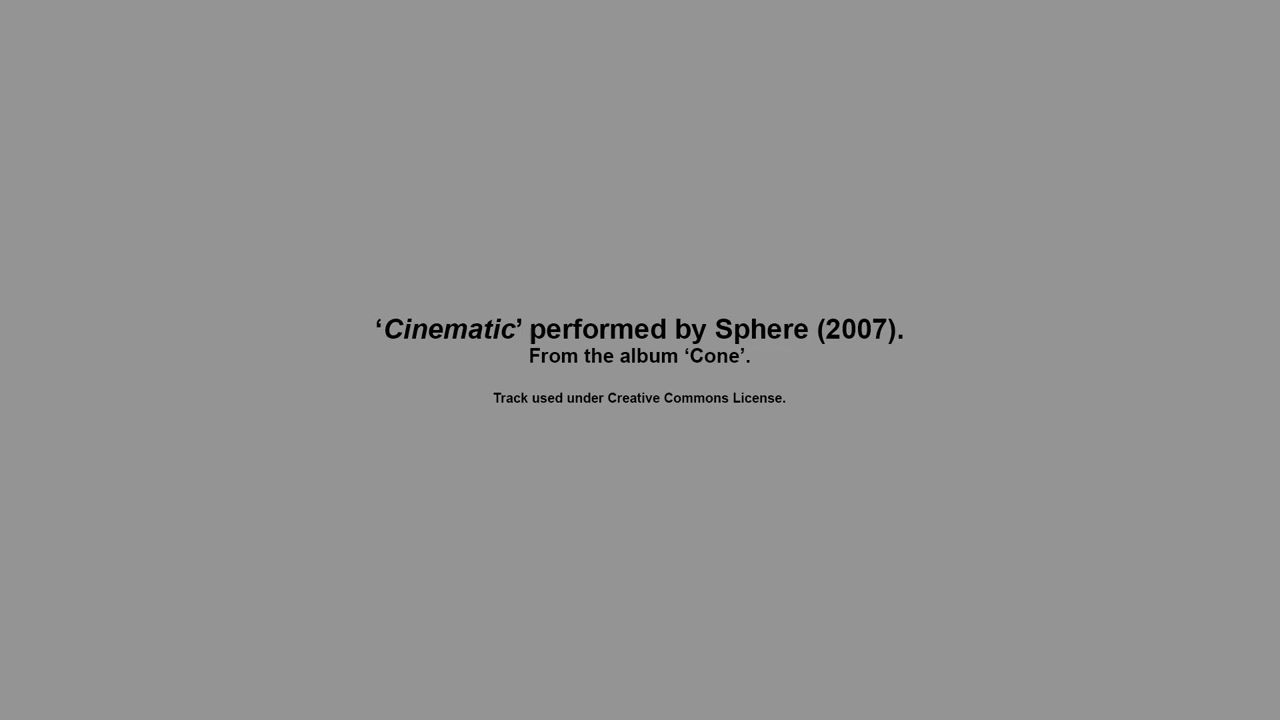 ‘Cinematic’ performed by Sphere (2007).
From the album ‘Cone’.
Track used under Creative Commons License.